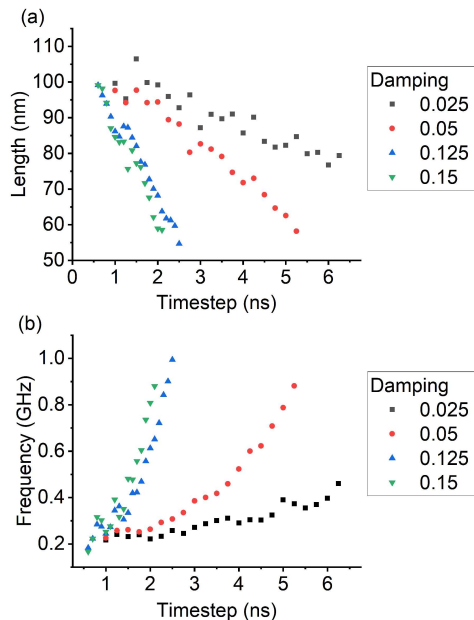 (a)
110
100
90
80
70
60
50
Length (nm)
0 1 2 3 4 5 6
Timestep (ns)
Damping
0.025
0.05
0.125
0.15
(b)
1.0
0.8
0.6
0.4
0.2
Frequency (GHz)
1 2 3 4 5 6
Timestep (ns)
Damping
0.025
0.05
0.125
0.15